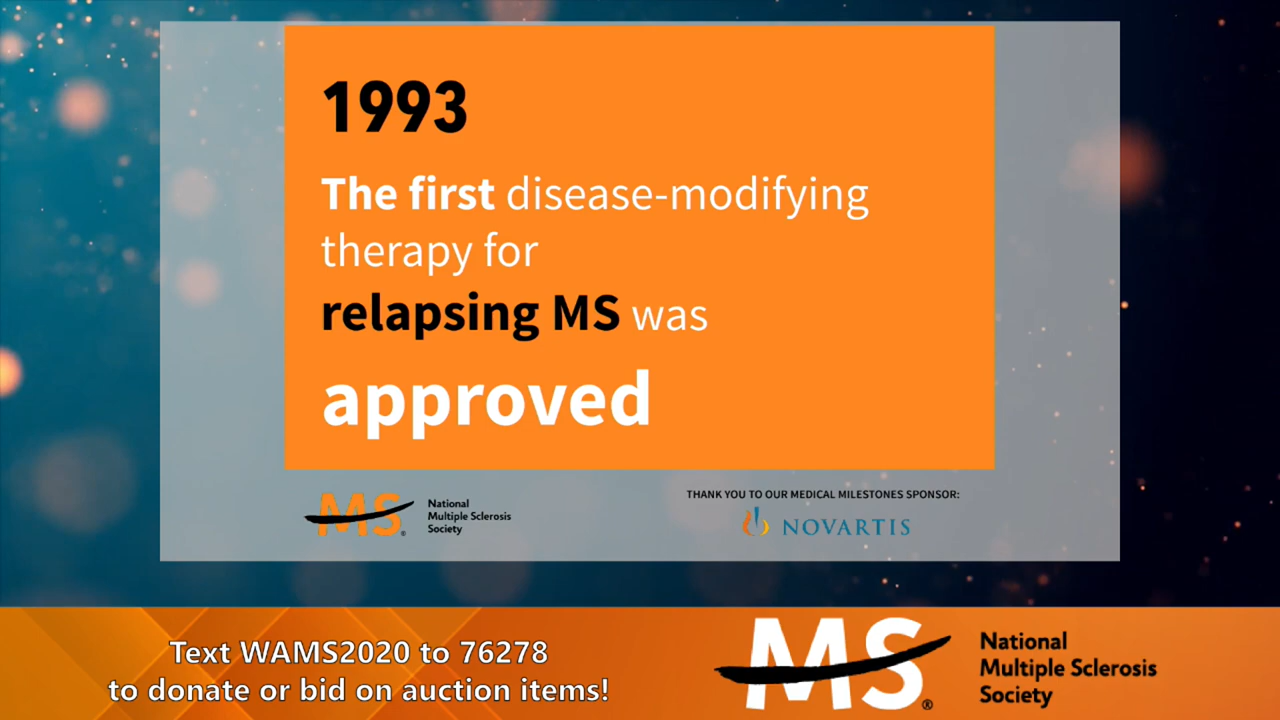 1993
The first disease-modifying
therapy for
relapsing MS was
approved
MS®
National
Multiple Sclerosis
Society
THANK YOU TO OUR MEDICAL MILESTONES SPONSOR:
NOVARTIS
Text WAMS2020 to 76278
to donate or bid on auction items!
MS®
National
Multiple Sclerosis
Society